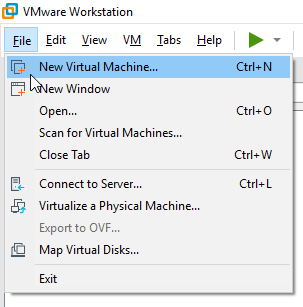 VMware Workstation
File Edit View VM Tabs Help
New Virtual Machine... Ctrl+N
New Window
Open... Ctrl+O
Scan for Virtual Machines...
Close Tab Ctrl+W
Connect to Server... Ctrl+L
Virtualize a Physical Machine...
Export to OVF...
Map Virtual Disks...
Exit